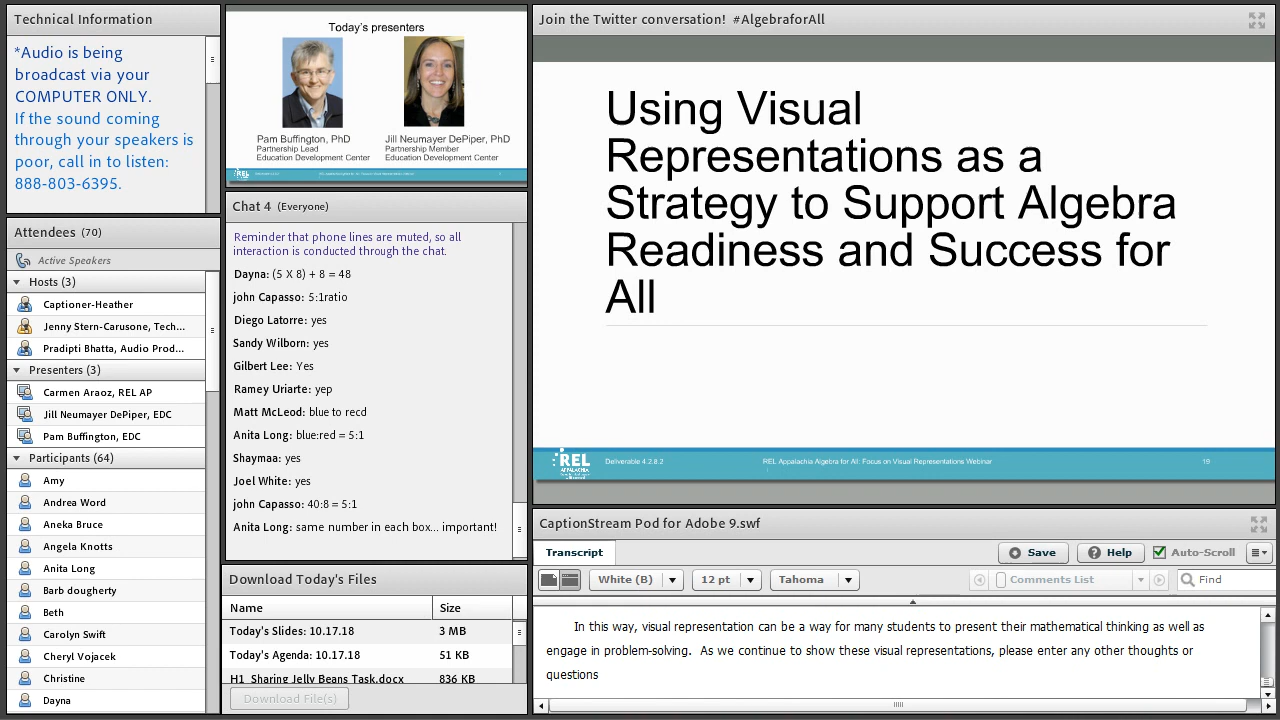 Technical Information
*Audio is being
broadcast via your
COMPUTER ONLY.
If the sound coming
through your speakers is
poor, call in to listen:
888-803-6395.
Attendees (70)
Active Speakers
Hosts (3)
Captioner-Heather
Jenny Stern-Carusone, Tech...
Pradipti Bhatta, Audio Prod...
Presenters (3)
Carmen Araoz, REL AP
Jill Neumayer DePiper, EDC
Pam Buffington, EDC
Participants (64)
Amy
Andrea Word
Aneka Bruce
Angela Knotts
Anita Long
Barb dougherty
Beth
Carolyn Swift
Cheryl Vojacek
Christine
Dayna
Today's presenters
Pam Buffington, PhD
Partnership Lead
Education Development Center
Jill Neumayer DePiper, PhD
Partnership Member
Education Development Center
Chat 4 (Everyone)
Reminder that phone lines are muted, so all
interaction is conducted through the chat.
Dayna: (5 X 8) + 8 = 48
john Capasso: 5:1ratio
Diego Latorre: yes
Sandy Wilborn: yes
Gilbert Lee: Yes
Ramey Uriarte: yep
Matt McLeod: blue to recd
Anita Long: blue:red = 5:1
Shaymaa: yes
Joel White: yes
john Capasso: 40:8 = 5:1
Anita Long: same number in each box... important!
Download Today's Files
Name Size
Today's Slides: 10.17.18 3 MB
Today's Agenda: 10.17.18 51 KB
H1_Sharing Jelly Beans Task.docx 836 KB
Download File(s)
Join the Twitter conversation! #AlgebraforAll
Using Visual
Representations as a
Strategy to Support Algebra
Readiness and Success for
All
REL
APPALACHIA
Deliverable 4.2.8.2
REL Appalachia Algebra for All: Focus on Visual Representations Webinar
19
CaptionStream Pod for Adobe 9.swf
Transcript
Save
Help
Auto-Scroll
White (B)
12 pt
Tahoma
Comments List
Find
In this way, visual representation can be a way for many students to present their mathematical thinking as well as
engage in problem-solving. As we continue to show these visual representations, please enter any other thoughts or
questions